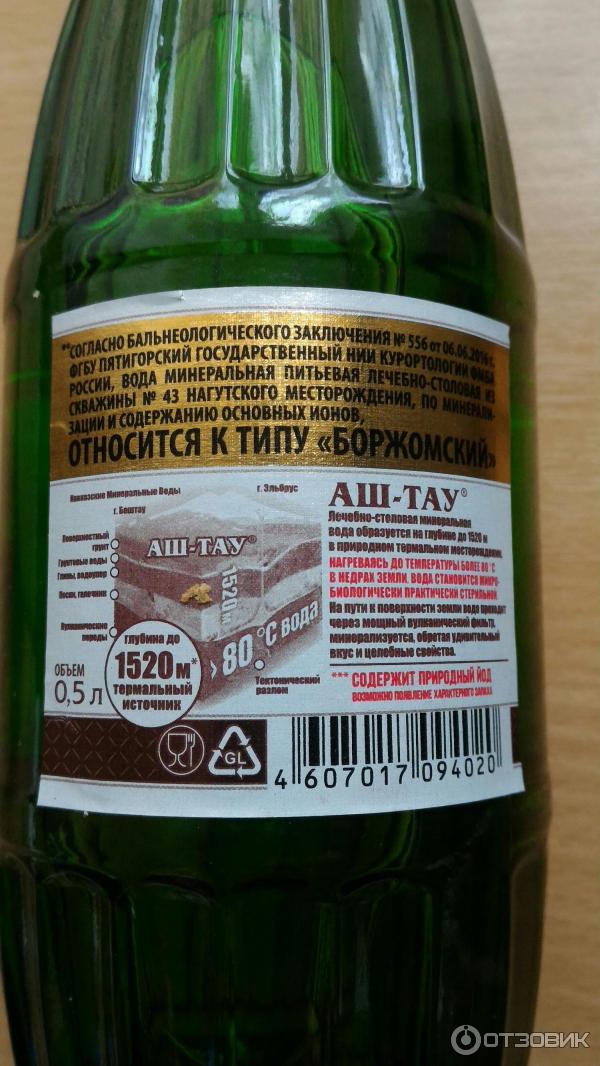 **СОГЛАСНО БАЛЬНЕОЛОГИЧЕСКОГО ЗАКЛЮЧЕНИЯ № 556 от 06.06.2016 г.
ФГБУ ПЯТИГОРСКИЙ ГОСУДАРСТВЕННЫЙ НИИ КУРОРТОЛОГИИ ФМБА
РОССИИ, ВОДА МИНЕРАЛЬНАЯ ПИТЬЕВАЯ ЛЕЧЕБНО-СТОЛОВАЯ ИЗ
СКВАЖИНЫ № 43 НАГУТСКОГО МЕСТОРОЖДЕНИЯ, ПО МИНЕРАЛИ-
ЗАЦИИ И СОДЕРЖАНИЮ ОСНОВНЫХ ИОНОВ,
ОТНОСИТСЯ К ТИПУ «БОРЖОМСКИЙ»
Кавказские Минеральные Воды
г. Эльбрус
г. Бештау
Поверхностный
грунт
Грунтовые воды
Глины, водоупор
Песок, галечник
Вулканические
породы
АШ-ТАУ®
1520м
> 80 °С вода
Тектонический
разлом
глубина до
1520 м*
термальный
источник
ОБЪЕМ
0,5 л
АШ-ТАУ®
Лечебно-столовая минеральная
вода образуется на глубине до 1520 м
в природном термальном месторождении.
НАГРЕВАЯСЬ ДО ТЕМПЕРАТУРЫ БОЛЕЕ 80 °С
В НЕДРАХ ЗЕМЛИ, ВОДА СТАНОВИТСЯ МИКРО-
БИОЛОГИЧЕСКИ ПРАКТИЧЕСКИ СТЕРИЛЬНОЙ.
На пути к поверхности земли вода проходит
через мощный вулканический фильтр,
минерализуется, обретая удивительный
вкус и целебные свойства.
*** СОДЕРЖИТ ПРИРОДНЫЙ ЙОД
ВОЗМОЖНО ПОЯВЛЕНИЕ ХАРАКТЕРНОГО ЗАПАХА
GL
4 607017 094020
ОТЗОВИК